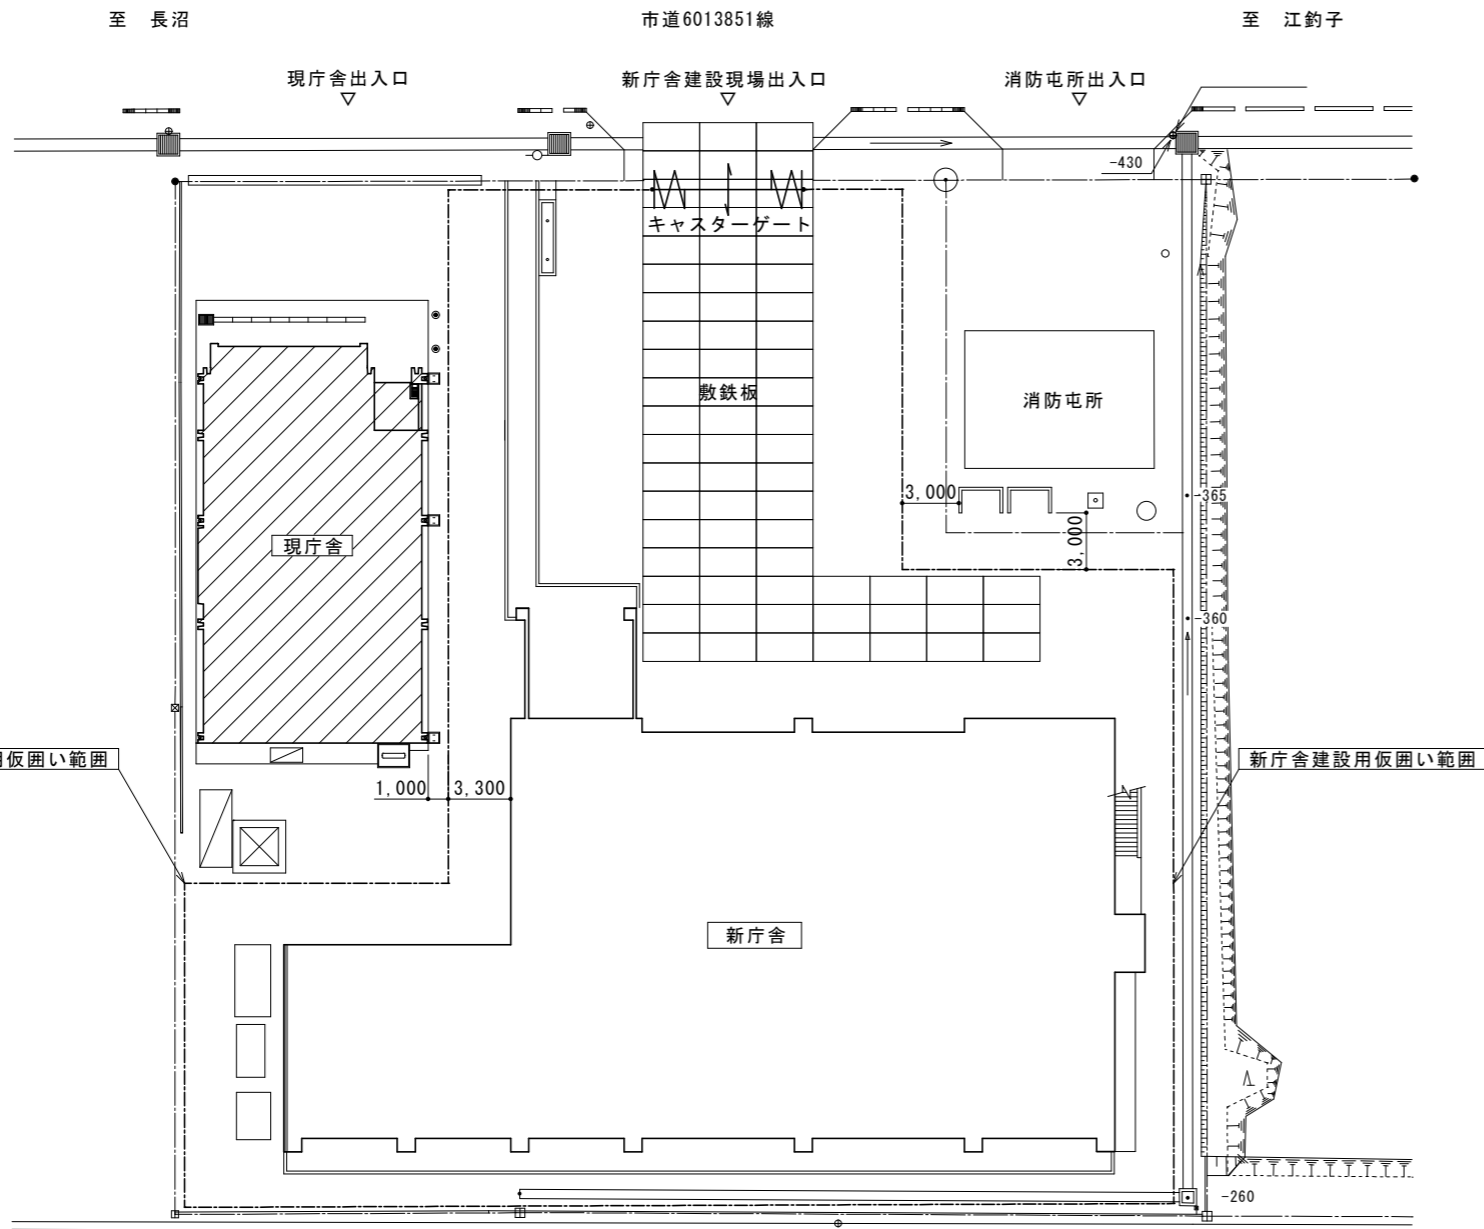 至　長沼
市道6013851線
至　江釣子
現庁舎出入口
新庁舎建設現場出入口
消防屯所出入口
-430
キャスターゲート
敷鉄板
消防屯所
3,000
-365
3,000
現庁舎
-360
仮囲い範囲
新庁舎建設用仮囲い範囲
1,000
3,300
新庁舎
-260